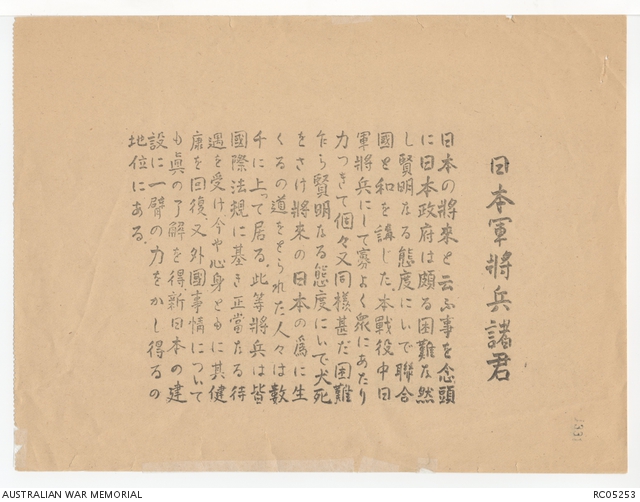 日本軍將兵諸君
日本の將來と云ふ事を念頭
に日本政府は頗る困難な然
し賢明なる態度にいで聯合
國と和を講じた.本戰役中日
軍將兵にして寡よく衆にあたり
力つきて個々又同樣甚だ困難
乍ら賢明なる態度にいで犬死
をさけ將來の日本の爲に生
くるの道をとられた人々は數
千に上って居る.此等將兵は皆
國際法規に基き正當たる待
遇を受け今や心身ともに其健
康を回復,又外國事情について
も眞の了解を得,新日本の建
設に一臂の力をかし得るの
地位にある.
331
AUSTRALIAN WAR MEMORIAL
RC05253